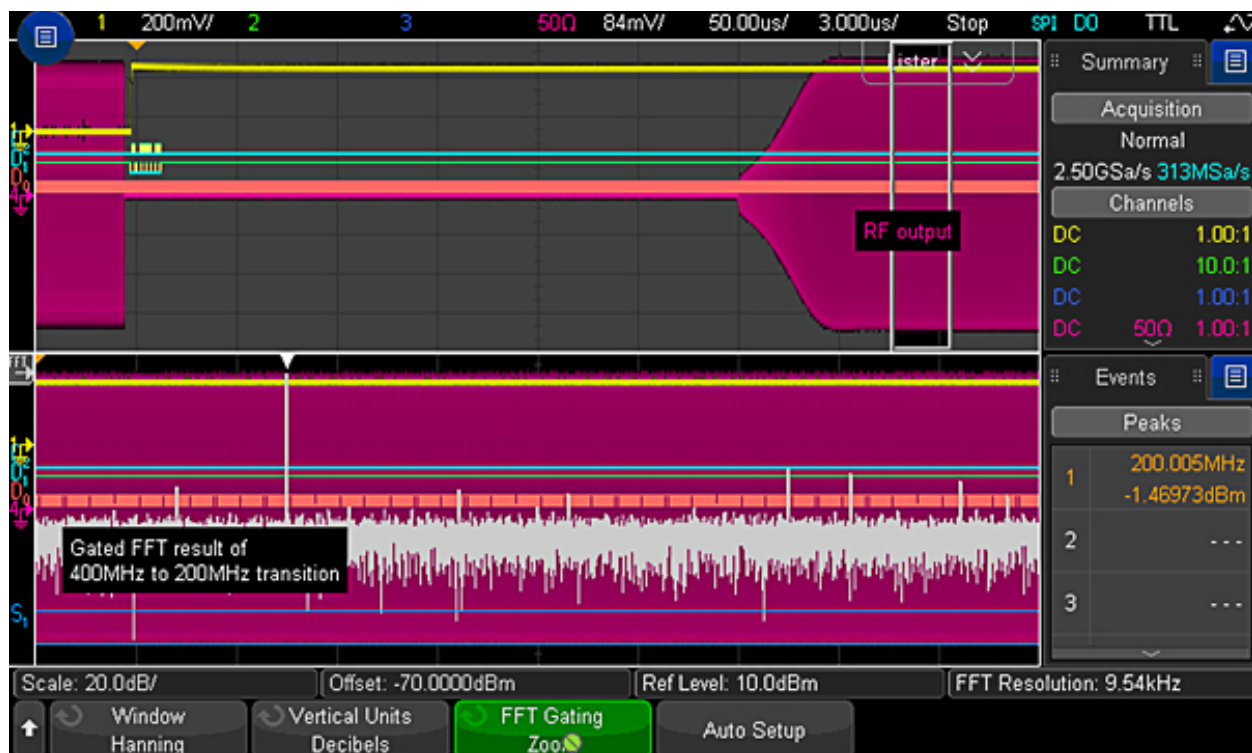 1 200mV/ 2 3 50Ω 84mV/ 50.00us/ 3.000us/ Stop SPI D0 TTL
Lister
RF output
Summary
Acquisition
Normal
2.50GSa/s 313MSa/s
Channels
DC 1.00:1
DC 10.0:1
DC 1.00:1
DC 50Ω 1.00:1
FFT
Gated FFT result of
400MHz to 200MHz transition
S1
Events
Peaks
1 200.005MHz
-1.46973dBm
2 ---
3 ---
Scale: 20.0dB/ Offset: -70.0000dBm Ref Level: 10.0dBm FFT Resolution: 9.54kHz
Window
Hanning
Vertical Units
Decibels
FFT Gating
Zoom
Auto Setup